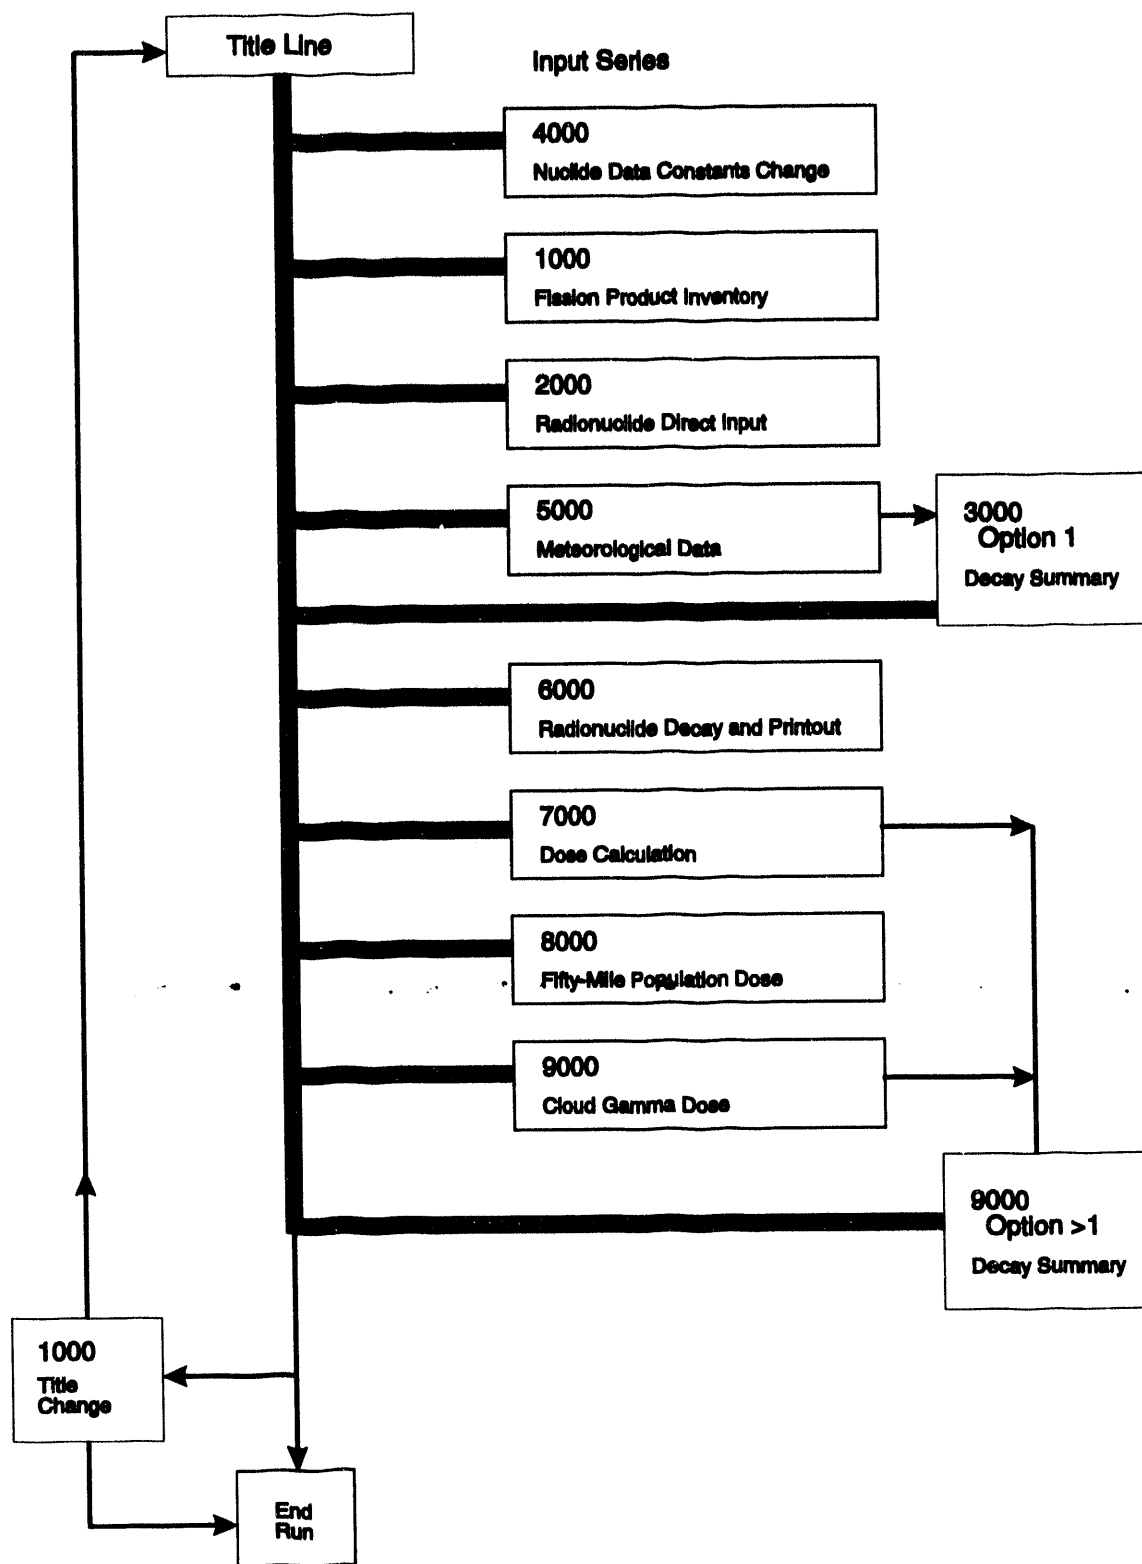 Title Line
Input Series
4000
Nuclide Data Constants Change
1000
Fission Product Inventory
2000
Radionuclide Direct Input
5000
Meteorological Data
3000
Option 1
Decay Summary
6000
Radionuclide Decay and Printout
7000
Dose Calculation
8000
Fifty-Mile Population Dose
9000
Cloud Gamma Dose
9000
Option >1
Decay Summary
1000
Title
Change
End
Run